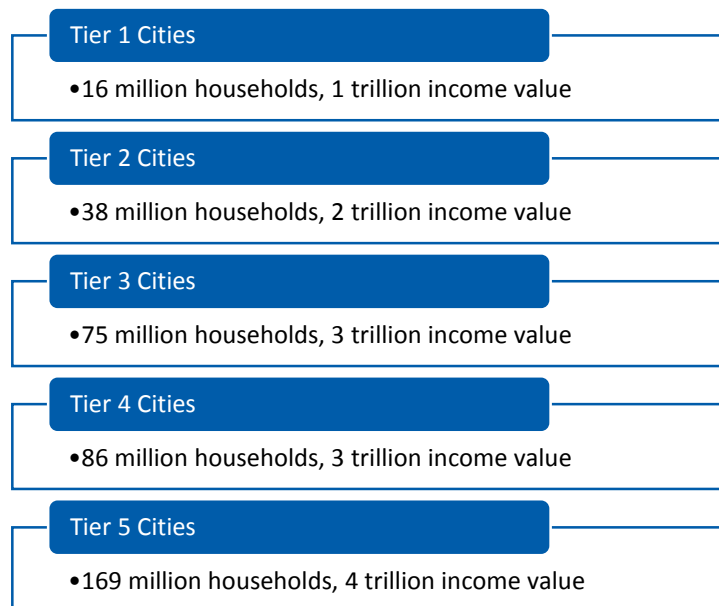 Tier 1 Cities
•16 million households, 1 trillion income value
Tier 2 Cities
•38 million households, 2 trillion income value
Tier 3 Cities
•75 million households, 3 trillion income value
Tier 4 Cities
•86 million households, 3 trillion income value
Tier 5 Cities
•169 million households, 4 trillion income value